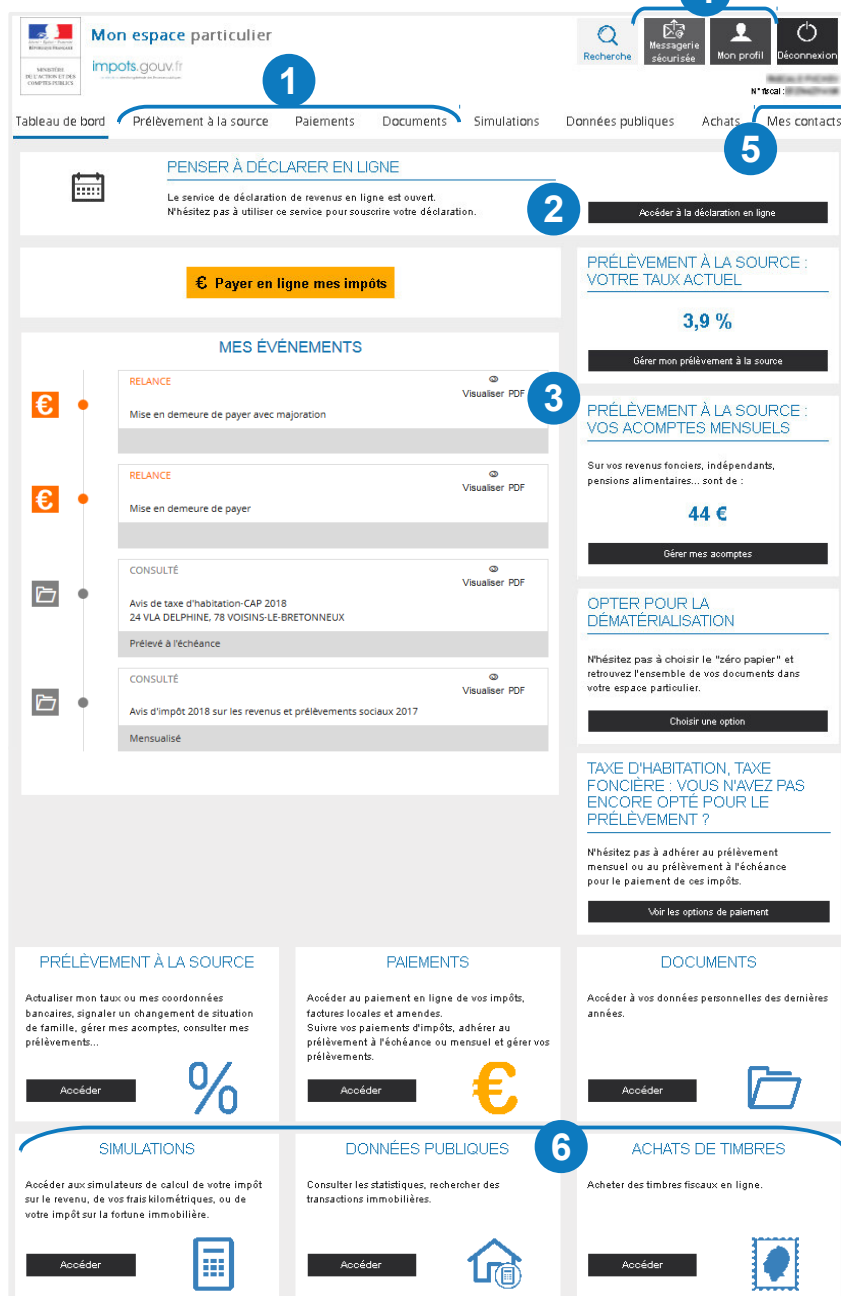 Mon espace particulier
RÉPUBLIQUE FRANÇAISE
MINISTÈRE
DE L'ACTION ET DES
COMPTES PUBLICS
impots.gouv.fr
Recherche
Messagerie
sécurisée
Mon profil
Déconnexion
N° fiscal :
1
Tableau de bord Prélèvement à la source Paiements Documents Simulations Données publiques Achats Mes contacts
5
PENSER À DÉCLARER EN LIGNE
Le service de déclaration de revenus en ligne est ouvert.
N'hésitez pas à utiliser ce service pour souscrire votre déclaration.
2
Accéder à la déclaration en ligne
€ Payer en ligne mes impôts
MES ÉVÉNEMENTS
€
RELANCE
Visualiser PDF
Mise en demeure de payer avec majoration
€
RELANCE
Visualiser PDF
Mise en demeure de payer
CONSULTÉ
Visualiser PDF
Avis de taxe d'habitation-CAP 2018
24 VLA DELPHINE, 78 VOISINS-LE-BRETONNEUX
Prélevé à l'échéance
CONSULTÉ
Visualiser PDF
Avis d'impôt 2018 sur les revenus et prélèvements sociaux 2017
Mensualisé
3
PRÉLÈVEMENT À LA SOURCE :
VOTRE TAUX ACTUEL
3,9 %
Gérer mon prélèvement à la source
PRÉLÈVEMENT À LA SOURCE :
VOS ACOMPTES MENSUELS
Sur vos revenus fonciers, indépendants,
pensions alimentaires... sont de :
44 €
Gérer mes acomptes
OPTER POUR LA
DÉMATÉRIALISATION
N'hésitez pas à choisir le "zéro papier" et
retrouvez l'ensemble de vos documents dans
votre espace particulier.
Choisir une option
TAXE D'HABITATION, TAXE
FONCIÈRE : VOUS N'AVEZ PAS
ENCORE OPTÉ POUR LE
PRÉLÈVEMENT ?
N'hésitez pas à adhérer au prélèvement
mensuel ou au prélèvement à l'échéance
pour le paiement de ces impôts.
Voir les options de paiement
PRÉLÈVEMENT À LA SOURCE
Actualiser mon taux ou mes coordonnées
bancaires, signaler un changement de situation
de famille, gérer mes acomptes, consulter mes
prélèvements...
Accéder
%
PAIEMENTS
Accéder au paiement en ligne de vos impôts,
factures locales et amendes.
Suivre vos paiements d'impôts, adhérer au
prélèvement à l'échéance ou mensuel et gérer vos
prélèvements.
Accéder
€
DOCUMENTS
Accéder à vos données personnelles des dernières
années.
Accéder
6
SIMULATIONS
Accéder aux simulateurs de calcul de votre impôt
sur le revenu, de vos frais kilométriques, ou de
votre impôt sur la fortune immobilière.
Accéder
DONNÉES PUBLIQUES
Consulter les statistiques, rechercher des
transactions immobilières.
Accéder
ACHATS DE TIMBRES
Acheter des timbres fiscaux en ligne.
Accéder